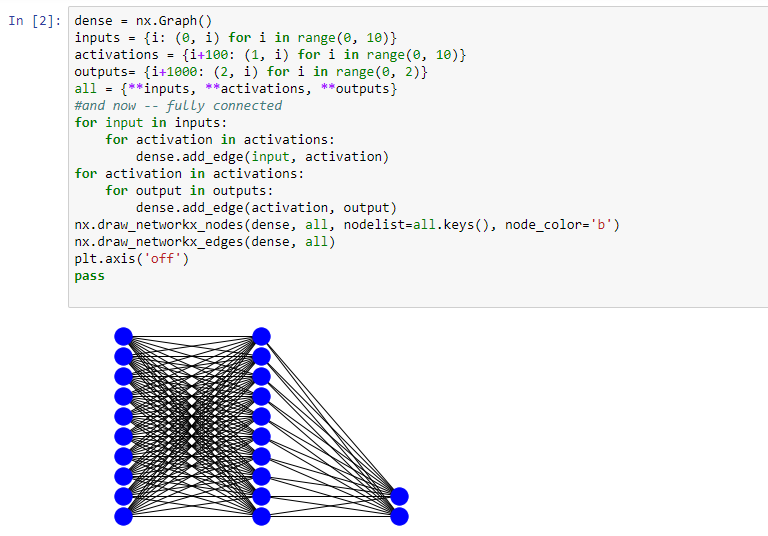 In [2]: dense = nx.Graph()
inputs = {i: (0, i) for i in range(0, 10)}
activations = {i+100: (1, i) for i in range(0, 10)}
outputs= {i+1000: (2, i) for i in range(0, 2)}
all = {**inputs, **activations, **outputs}
#and now -- fully connected
for input in inputs:
    for activation in activations:
        dense.add_edge(input, activation)
for activation in activations:
    for output in outputs:
        dense.add_edge(activation, output)
nx.draw_networkx_nodes(dense, all, nodelist=all.keys(), node_color='b')
nx.draw_networkx_edges(dense, all)
plt.axis('off')
pass